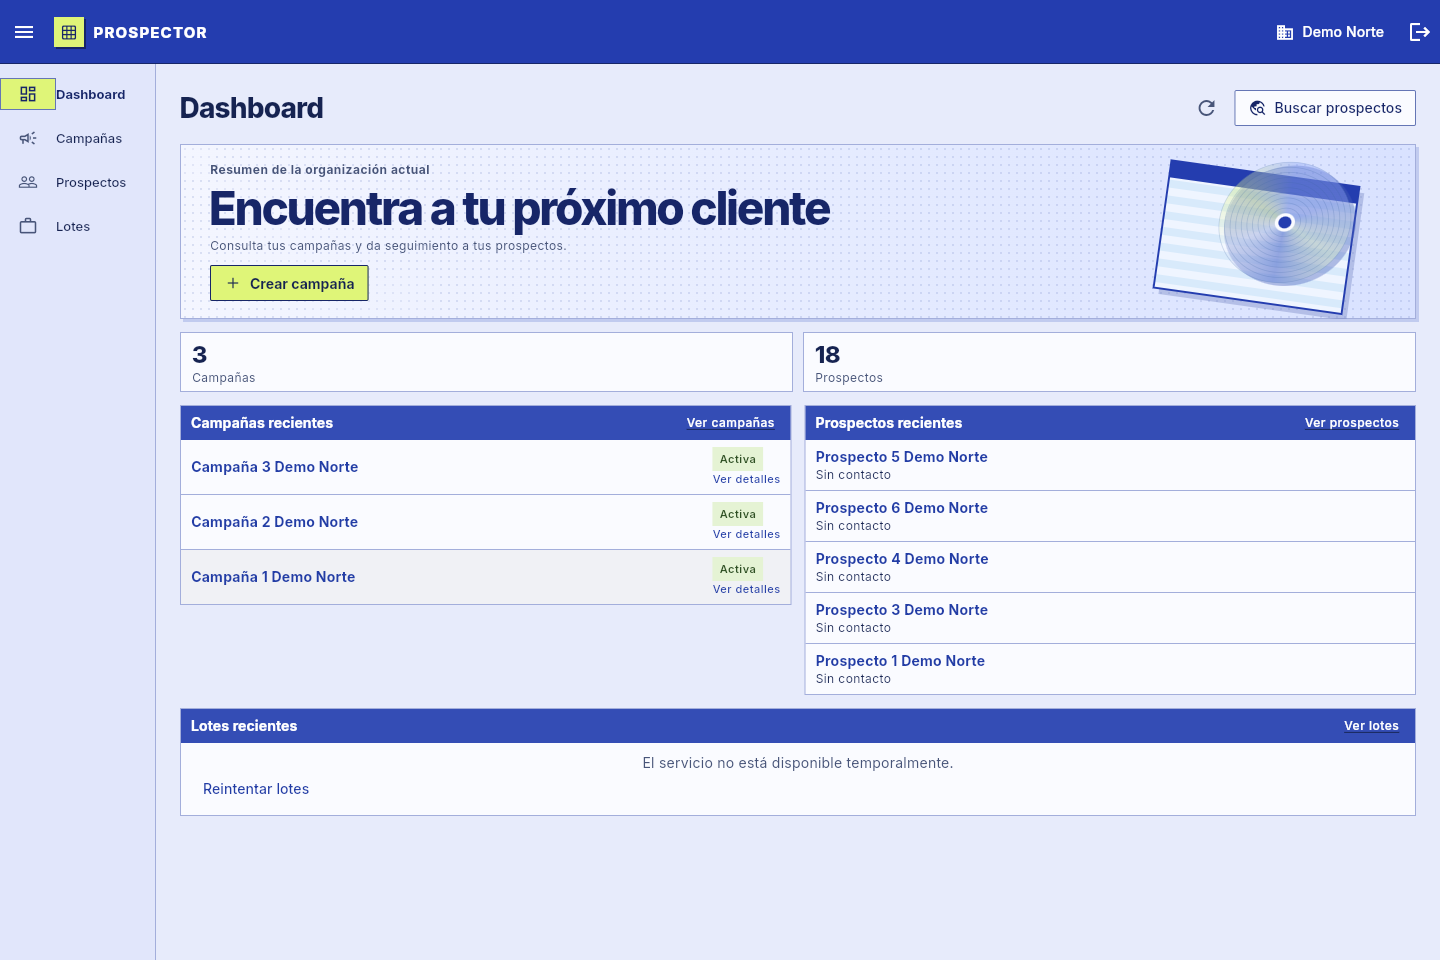 PROSPECTOR
Demo Norte
Dashboard
Campañas
Prospectos
Lotes
Dashboard
Buscar prospectos
Resumen de la organización actual
Encuentra a tu próximo cliente
Consulta tus campañas y da seguimiento a tus prospectos.
Crear campaña
3
Campañas
18
Prospectos
Campañas recientes
Ver campañas
Campaña 3 Demo Norte
Activa
Ver detalles
Campaña 2 Demo Norte
Activa
Ver detalles
Campaña 1 Demo Norte
Activa
Ver detalles
Prospectos recientes
Ver prospectos
Prospecto 5 Demo Norte
Sin contacto
Prospecto 6 Demo Norte
Sin contacto
Prospecto 4 Demo Norte
Sin contacto
Prospecto 3 Demo Norte
Sin contacto
Prospecto 1 Demo Norte
Sin contacto
Lotes recientes
Ver lotes
El servicio no está disponible temporalmente.
Reintentar lotes